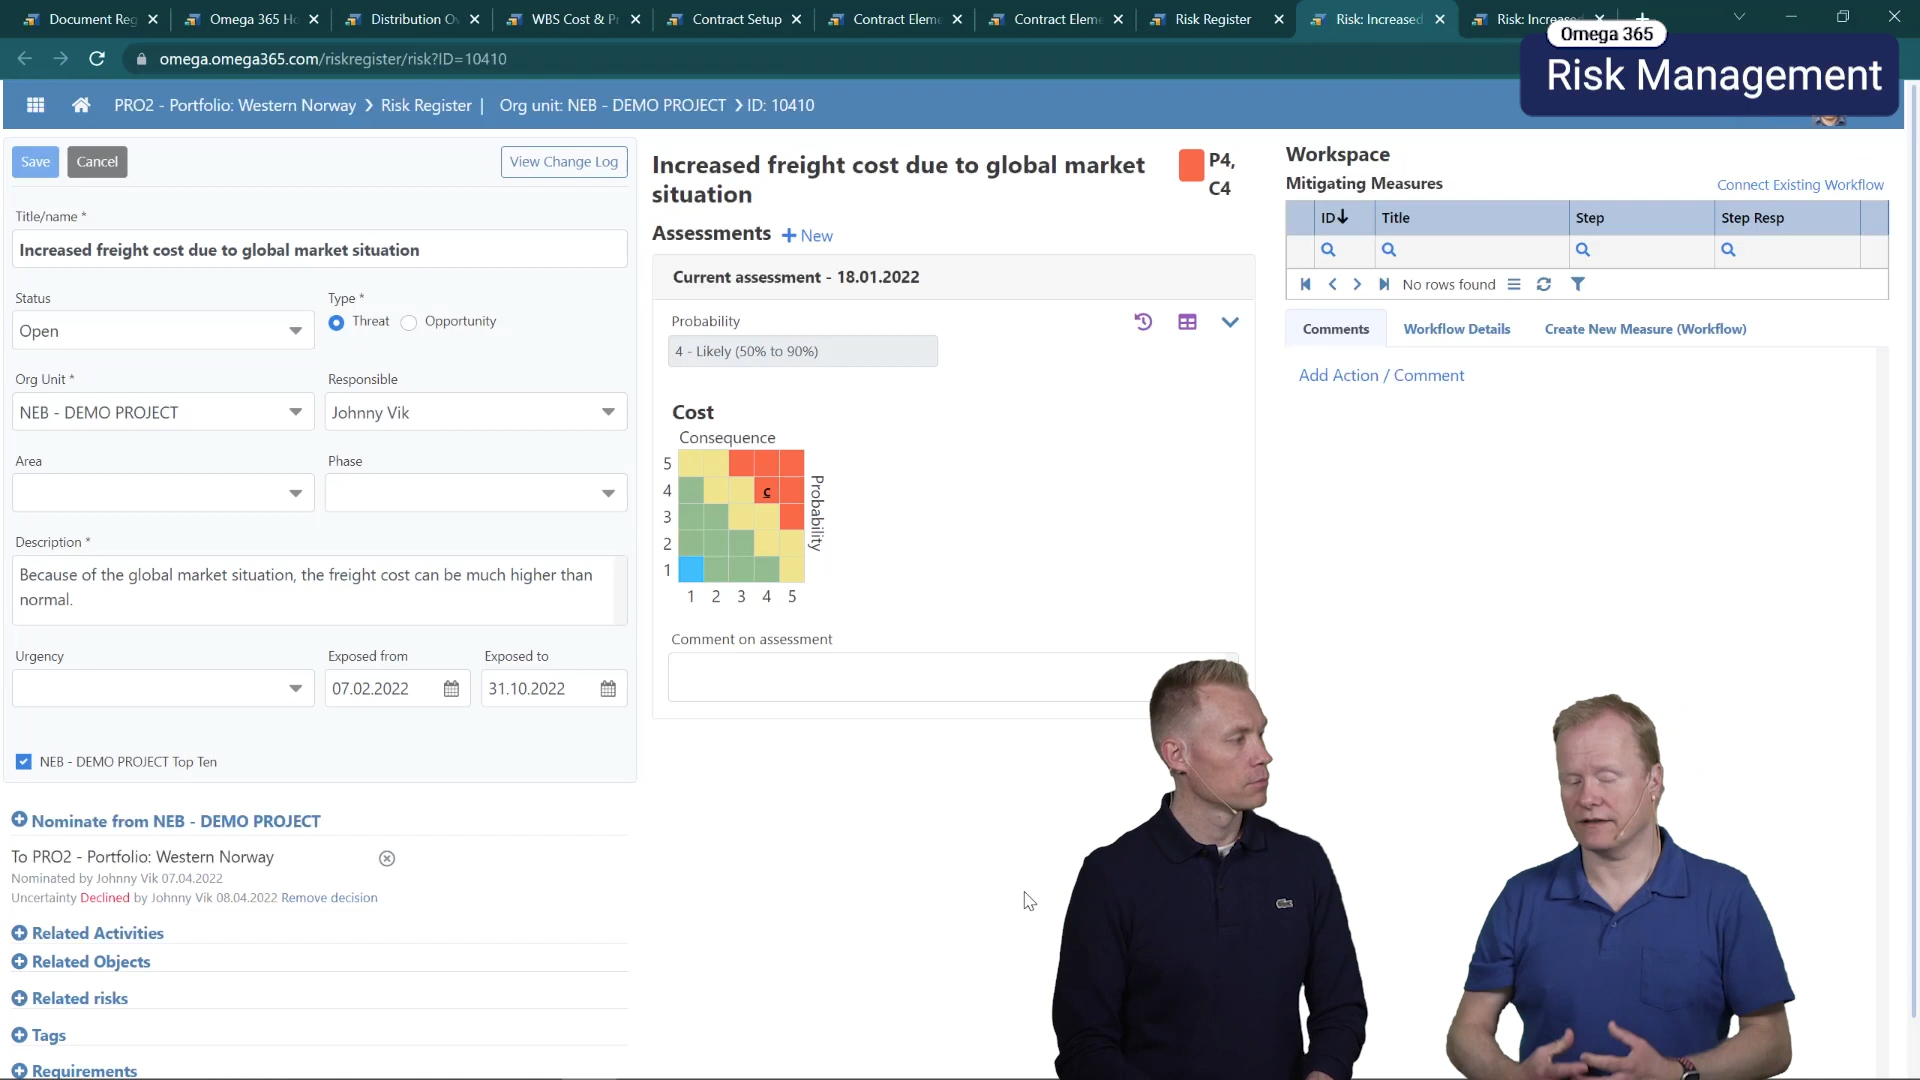 Document Reg
Omega 365 Ho
Distribution O
WBS Cost & P
Contract Setup
Contract Eleme
Contract Eleme
Risk Register
Risk: Increased
Risk: Increased
omega.omega365.com/riskregister/risk?ID=10410
Omega 365
Risk Management
PRO2 - Portfolio: Western Norway > Risk Register | Org unit: NEB - DEMO PROJECT > ID: 10410
Save
Cancel
View Change Log
Title/name *
Increased freight cost due to global market situation
Status
Type *
Open
Threat
Opportunity
Org Unit *
Responsible
NEB - DEMO PROJECT
Johnny Vik
Area
Phase
Description *
Because of the global market situation, the freight cost can be much higher than
normal.
Urgency
Exposed from
Exposed to
07.02.2022
31.10.2022
NEB - DEMO PROJECT Top Ten
Nominate from NEB - DEMO PROJECT
To PRO2 - Portfolio: Western Norway
Nominated by Johnny Vik 07.04.2022
Uncertainty Declined by Johnny Vik 08.04.2022 Remove decision
Related Activities
Related Objects
Related risks
Tags
Requirements
Increased freight cost due to global market
situation
P4,
C4
Assessments
+ New
Current assessment - 18.01.2022
Probability
4 - Likely (50% to 90%)
Cost
Consequence
5
4
c
3
2
1
1 2 3 4 5
Probability
Comment on assessment
Workspace
Mitigating Measures
Connect Existing Workflow
ID
Title
Step
Step Resp
No rows found
Comments
Workflow Details
Create New Measure (Workflow)
Add Action / Comment